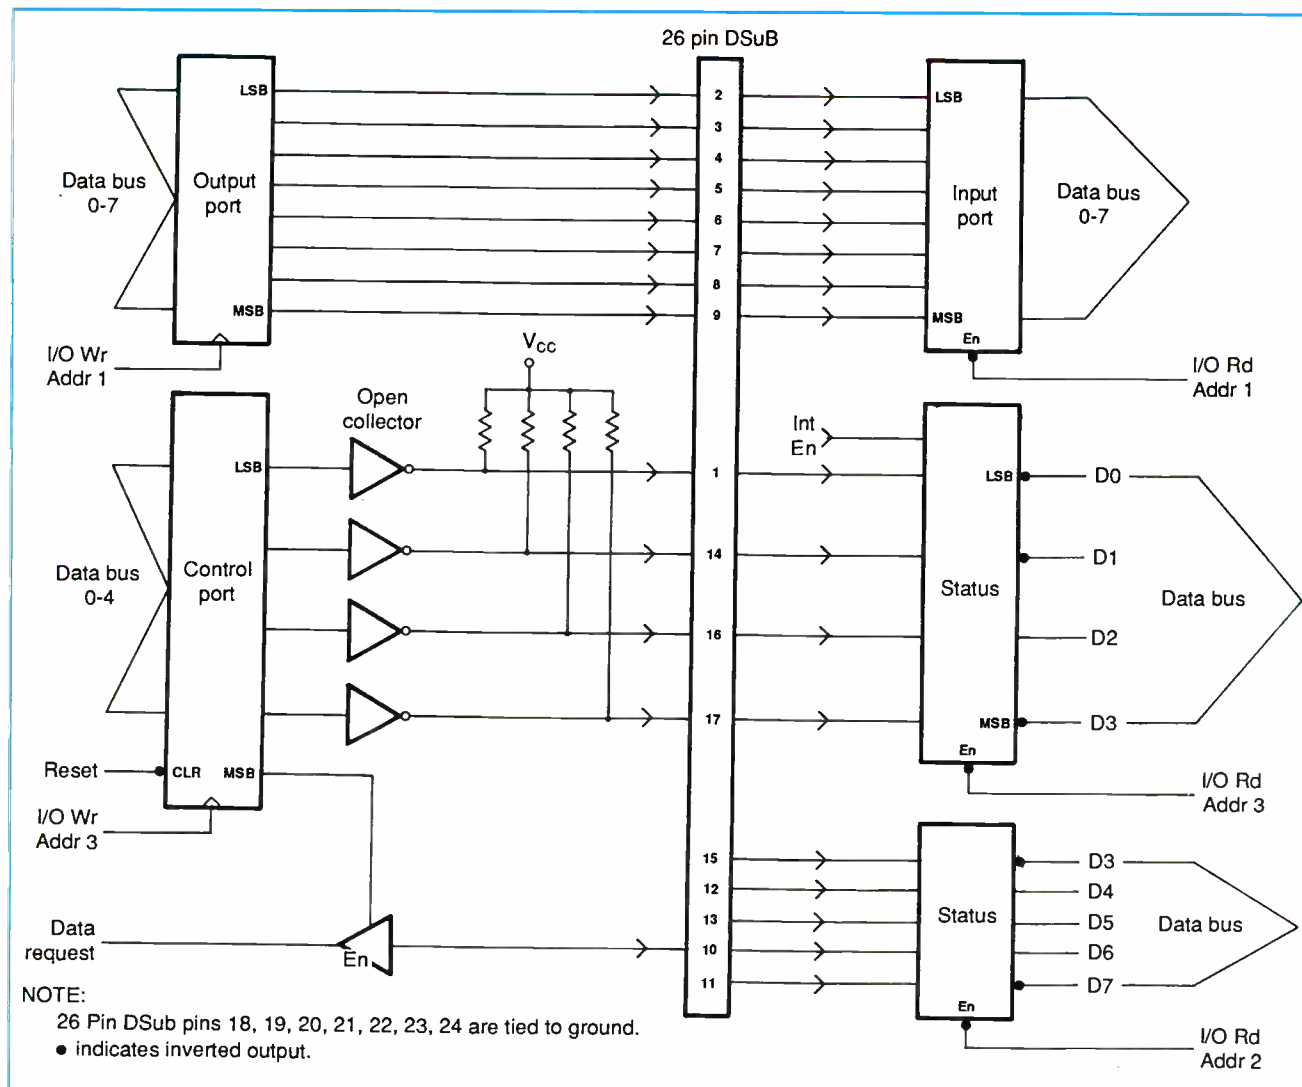 26 pin DSuB
LSB
Output
port
MSB
Data bus
0-7
I/O Wr
Addr 1
2
3
4
5
6
7
8
9
LSB
Input
port
MSB
En
Data bus
0-7
I/O Rd
Addr 1
VCC
Open
collector
LSB
Control
port
CLR MSB
Data bus
0-4
Reset
I/O Wr
Addr 3
1
14
16
17
Int
En
LSB
Status
MSB
En
D0
D1
D2
D3
Data bus
I/O Rd
Addr 3
Data
request
En
15
12
13
10
11
Status
En
D3
D4
D5
D6
D7
Data bus
I/O Rd
Addr 2
NOTE:
26 Pin DSub pins 18, 19, 20, 21, 22, 23, 24 are tied to ground.
● indicates inverted output.